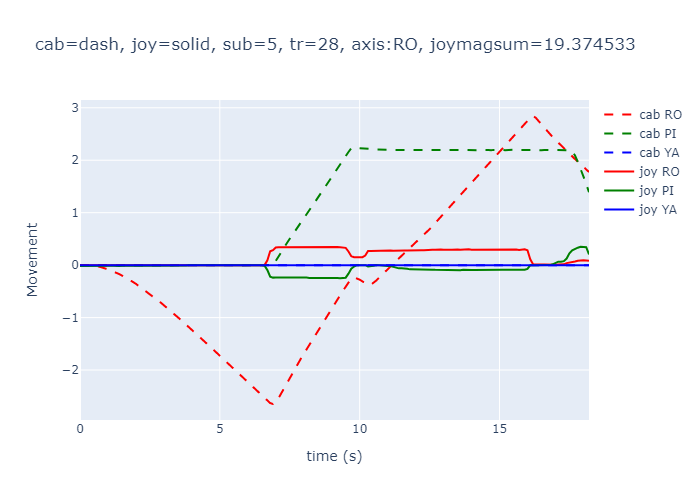 cab=dash, joy=solid, sub=5, tr=28, axis:RO, joymagsum=19.374533
3
2
1
0
−1
−2
0
5
10
15
Movement
time (s)
cab RO
cab PI
cab YA
joy RO
joy PI
joy YA